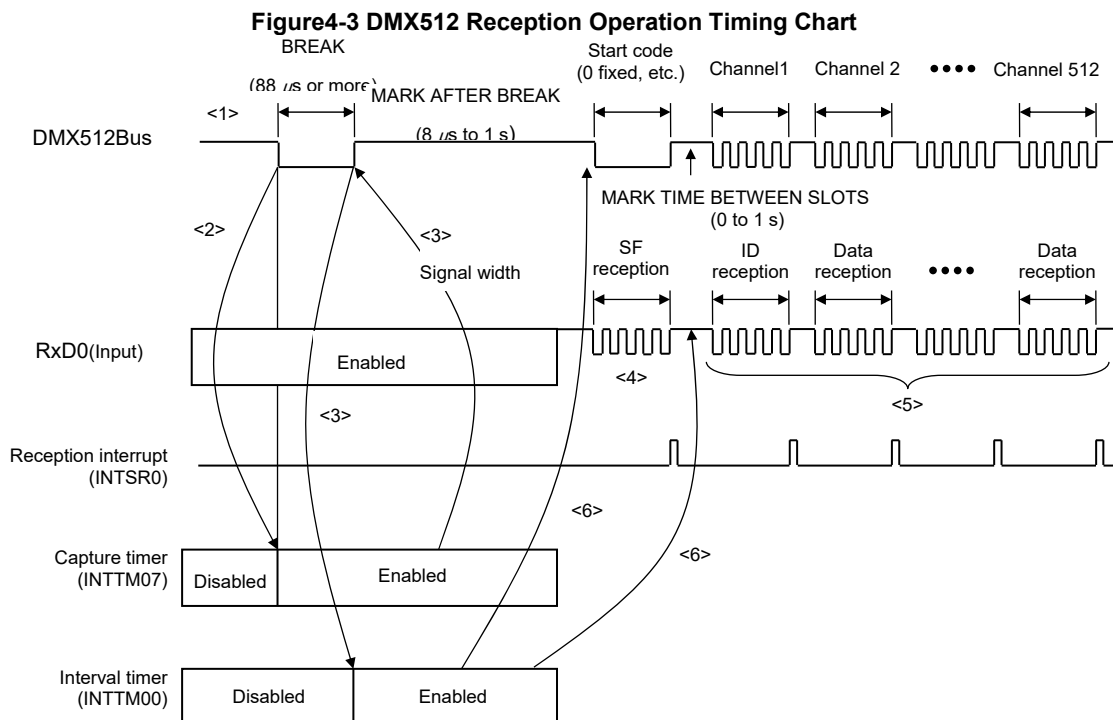 Figure4-3 DMX512 Reception Operation Timing Chart
BREAK
(88 µs or more)
MARK AFTER BREAK
(8 µs to 1 s)
Start code
(0 fixed, etc.)
Channel1
Channel 2
••••
Channel 512
<1>
DMX512Bus
MARK TIME BETWEEN SLOTS
(0 to 1 s)
<2>
<3>
Signal width
SF
reception
ID
reception
Data
reception
••••
Data
reception
RxD0(Input)
Enabled
<4>
<5>
<3>
Reception interrupt
(INTSR0)
<6>
<6>
Capture timer
(INTTM07)
Disabled
Enabled
Interval timer
(INTTM00)
Disabled
Enabled